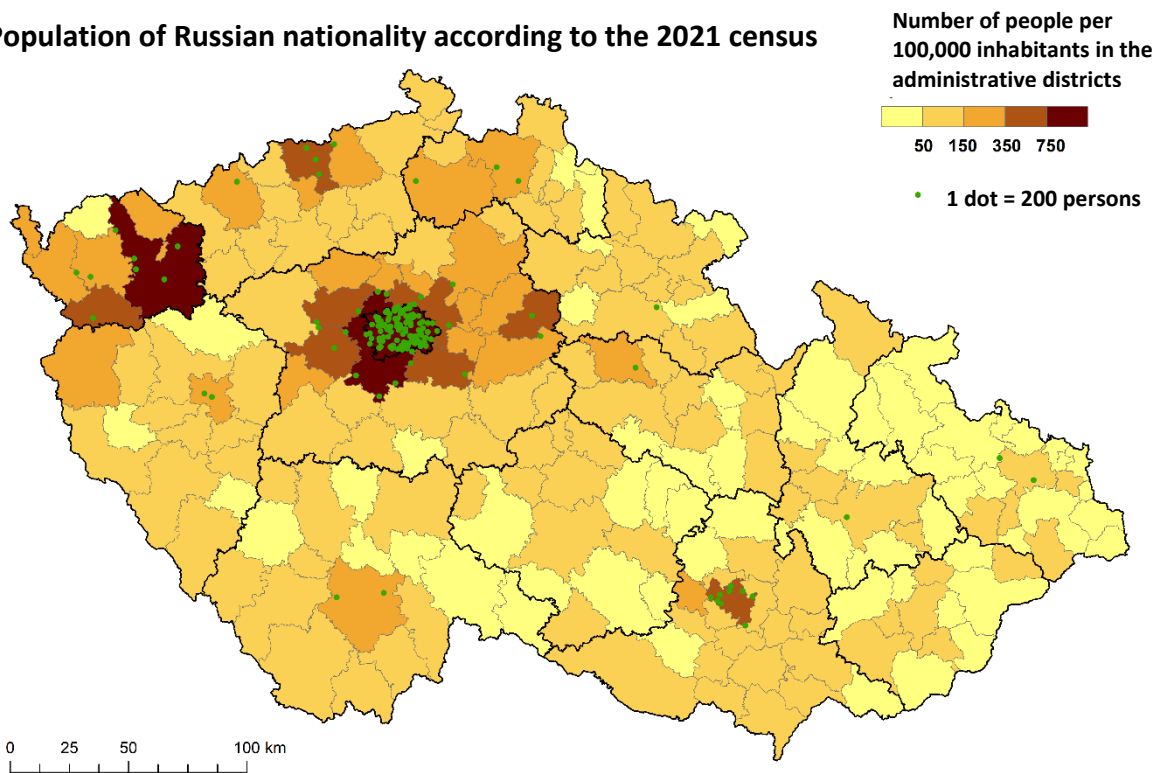 Population of Russian nationality according to the 2021 census
Number of people per
100,000 inhabitants in the
administrative districts
50 150 350 750
1 dot = 200 persons
0 25 50 100 km